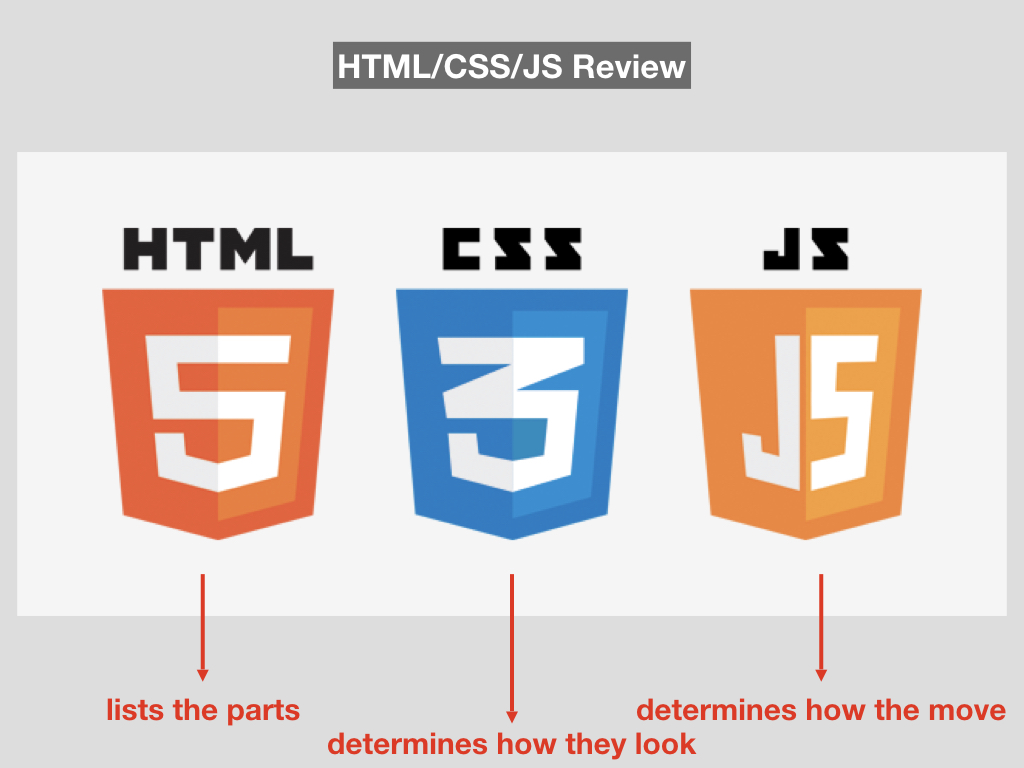 HTML/CSS/JS Review
HTML CSS JS
5 3 JS
lists the parts
determines how they look
determines how the move